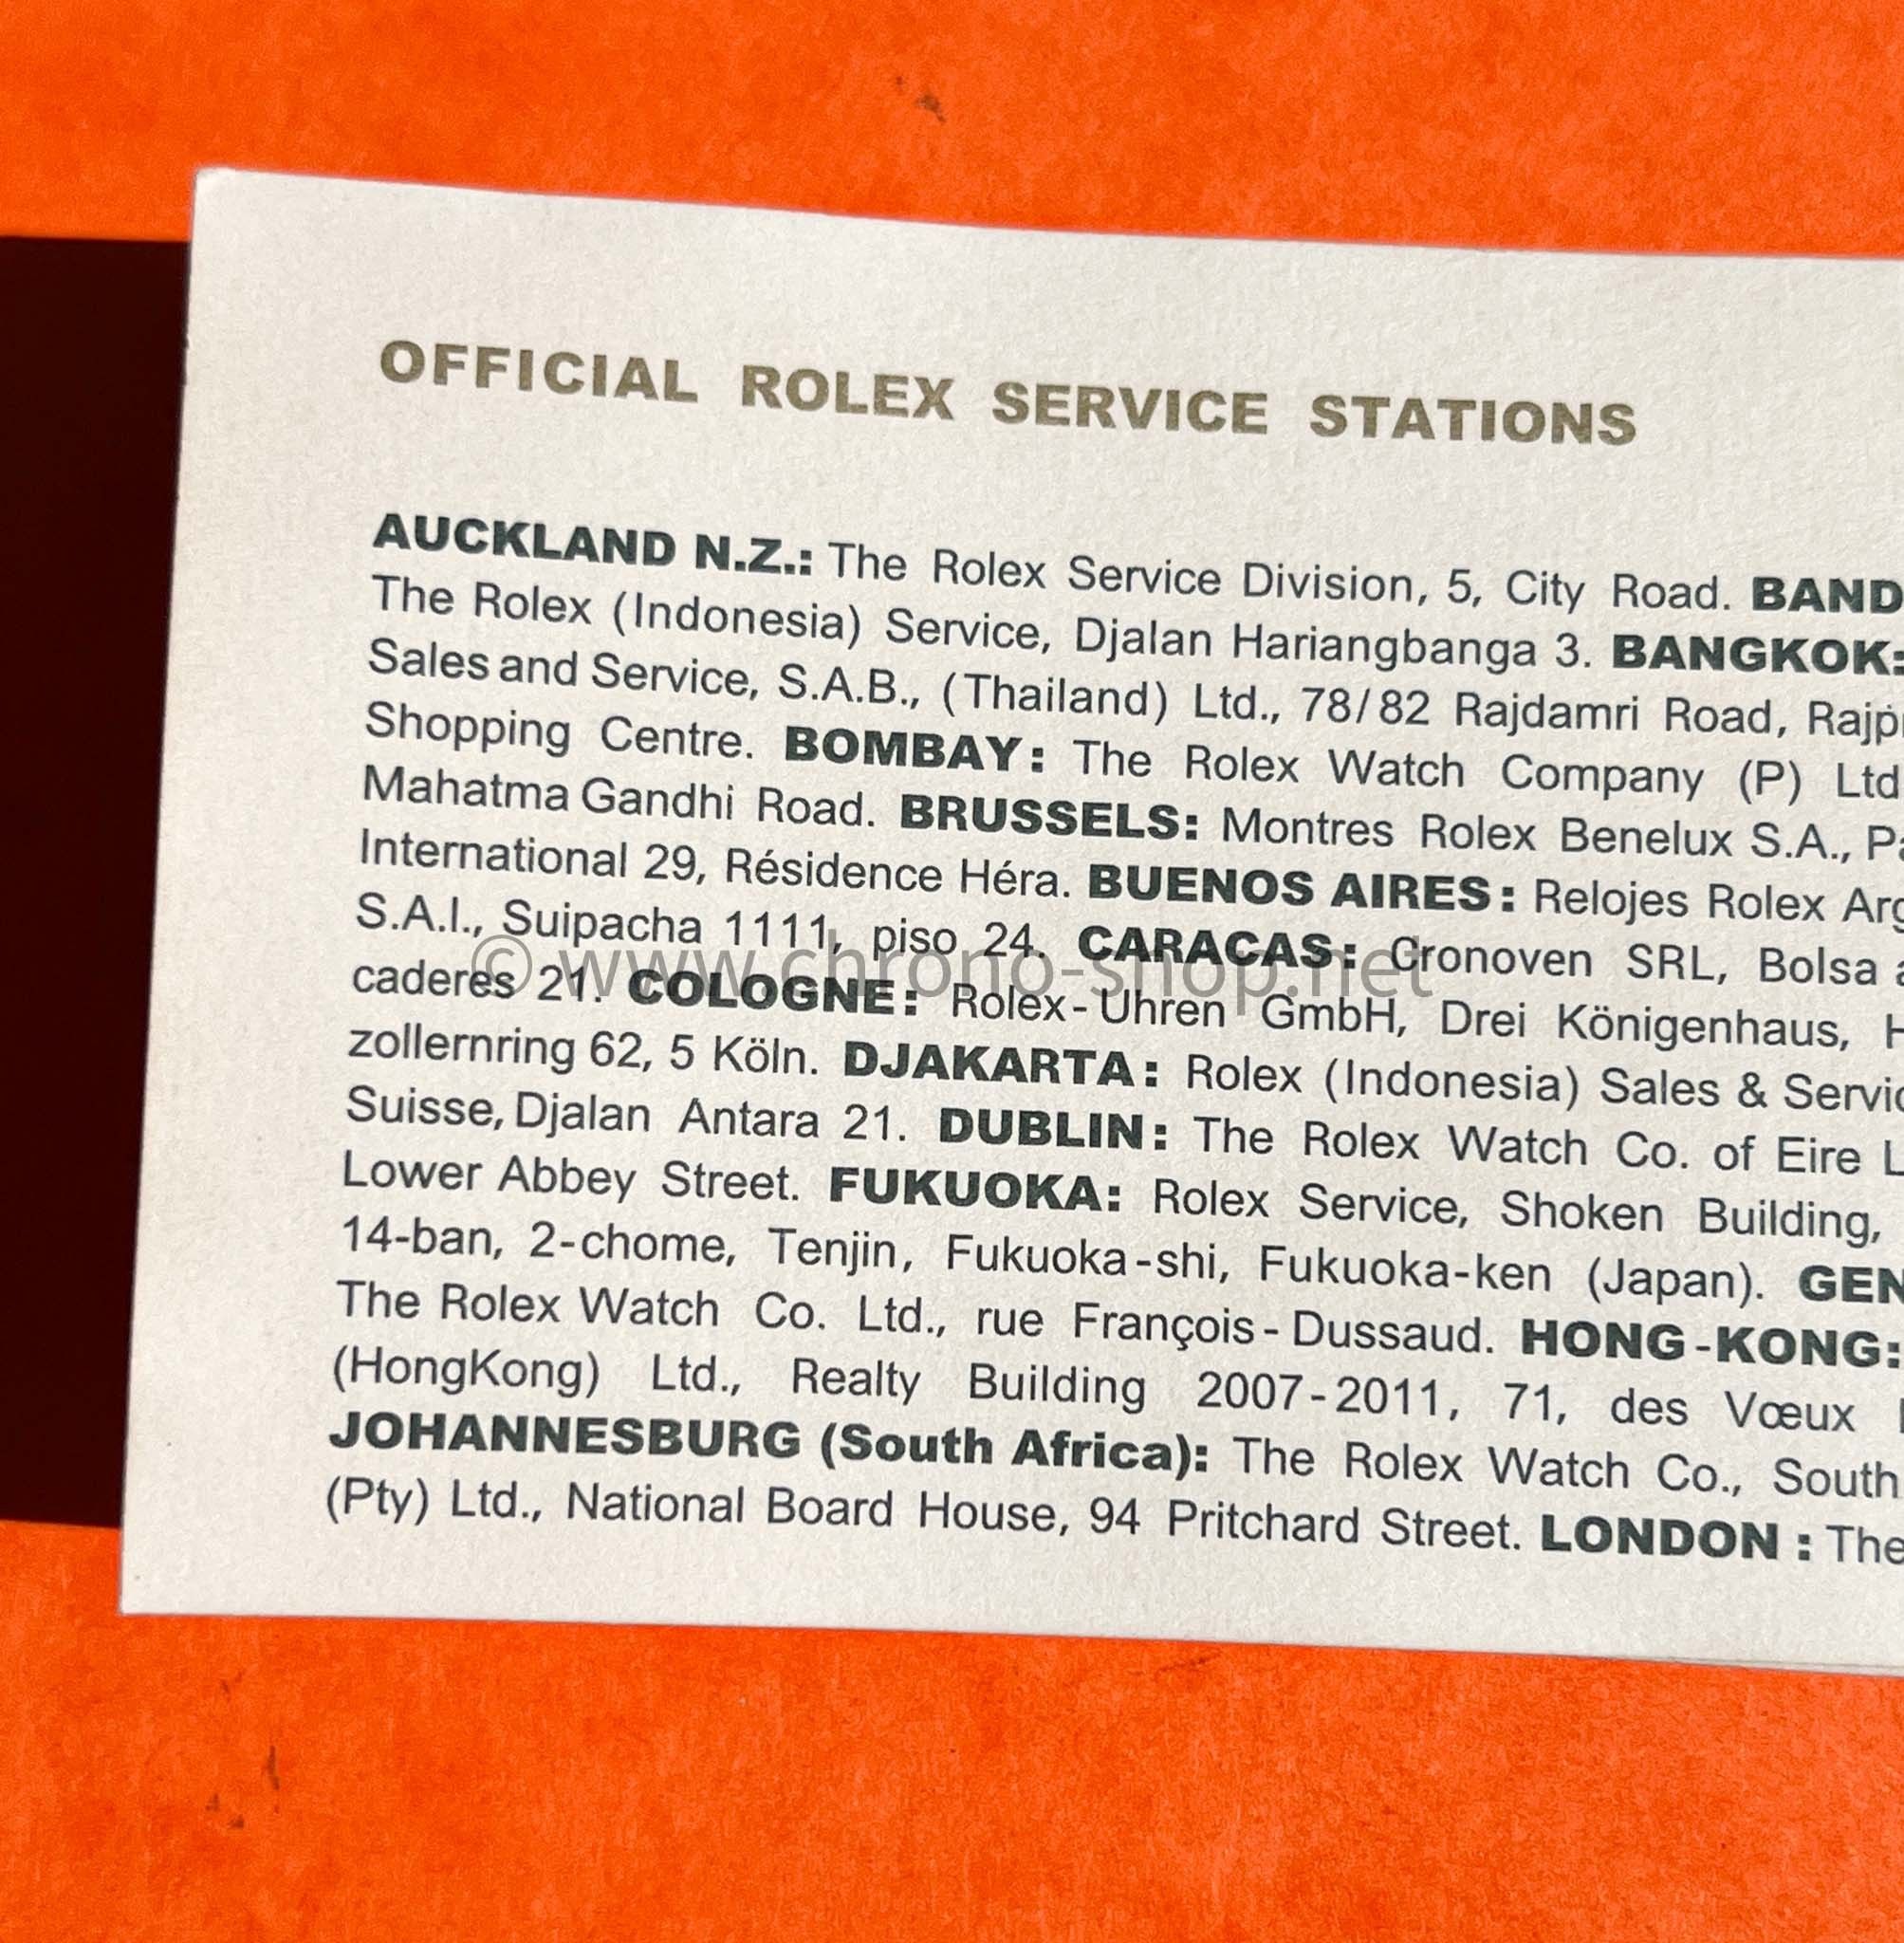 OFFICIAL ROLEX SERVICE STATIONS
AUCKLAND N.Z.: The Rolex Service Division, 5, City Road. BAND
The Rolex (Indonesia) Service, Djalan Hariangbanga 3. BANGKOK:
Sales and Service, S.A.B., (Thailand) Ltd., 78/82 Rajdamri Road, Rajp
Shopping Centre. BOMBAY: The Rolex Watch Company (P) Ltd
Mahatma Gandhi Road. BRUSSELS: Montres Rolex Benelux S.A.,
International 29, Résidence Héra. BUENOS AIRES: Relojes Rolex Arg
S.A.I., Suipacha 1111, piso 24. CARACAS: Cronoven SRL, Bolsa a
caderes 21. COLOGNE: Rolex-Uhren GmbH, Drei Königenhaus, H
zollernring 62, 5 Köln. DJAKARTA: Rolex (Indonesia) Sales & Servic
Suisse, Djalan Antara 21. DUBLIN: The Rolex Watch Co. of Eire L
Lower Abbey Street. FUKUOKA: Rolex Service, Shoken Building,
14-ban, 2-chome, Tenjin, Fukuoka-shi, Fukuoka-ken (Japan). GEN
The Rolex Watch Co. Ltd., rue François-Dussaud. HONG-KONG:
(HongKong) Ltd., Realty Building 2007-2011, 71, des Vœux
JOHANNESBURG (South Africa): The Rolex Watch Co., South
(Pty) Ltd., National Board House, 94 Pritchard Street. LONDON : The
© www.chrono-shop.net